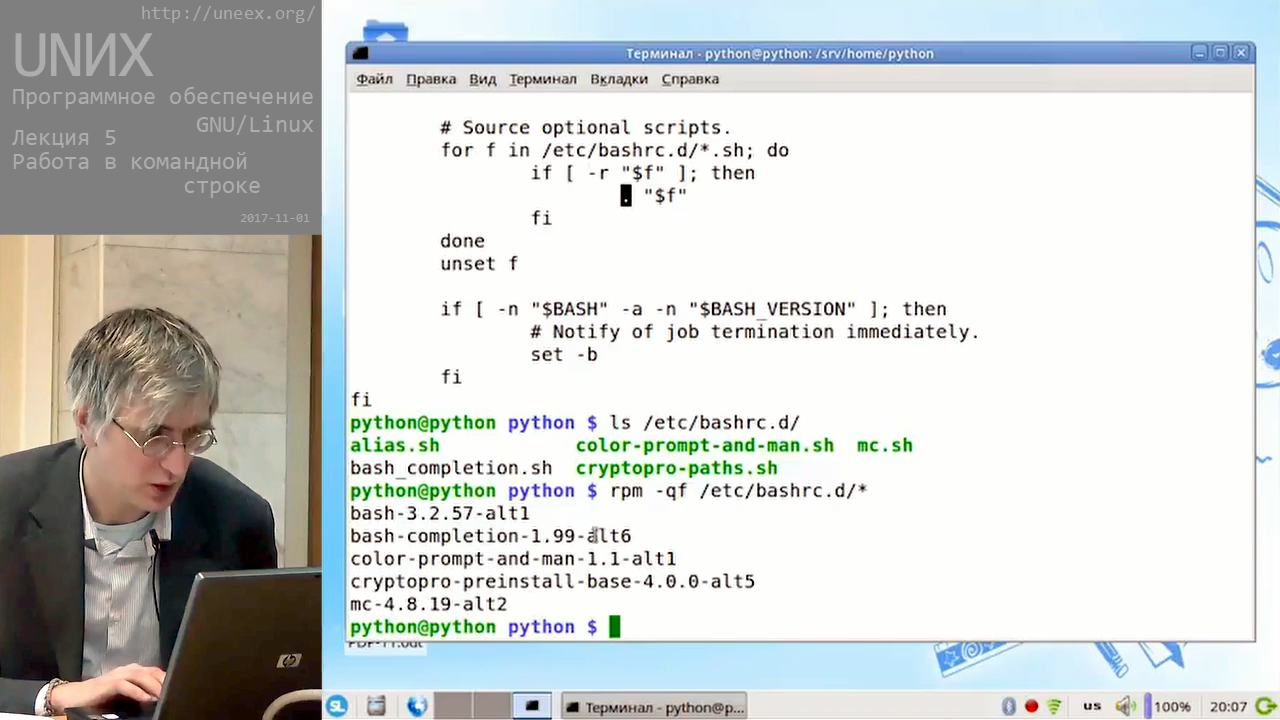 http://uneex.org/
UNИX
Программное обеспечение
GNU/Linux
Лекция 5
Работа в командной
строке
2017-11-01
Терминал - python@python: /srv/home/python
Файл Правка Вид Терминал Вкладки Справка
# Source optional scripts.
for f in /etc/bashrc.d/*.sh; do
if [ -r "$f" ]; then
. "$f"
fi
done
unset f
if [ -n "$BASH" -a -n "$BASH_VERSION" ]; then
# Notify of job termination immediately.
set -b
fi
fi
python@python python $ ls /etc/bashrc.d/
alias.sh color-prompt-and-man.sh mc.sh
bash_completion.sh cryptopro-paths.sh
python@python python $ rpm -qf /etc/bashrc.d/*
bash-3.2.57-alt1
bash-completion-1.99-alt6
color-prompt-and-man-1.1-alt1
cryptopro-preinstall-base-4.0.0-alt5
mc-4.8.19-alt2
python@python python $
Терминал - python@p...
us
100%
20:07
hp